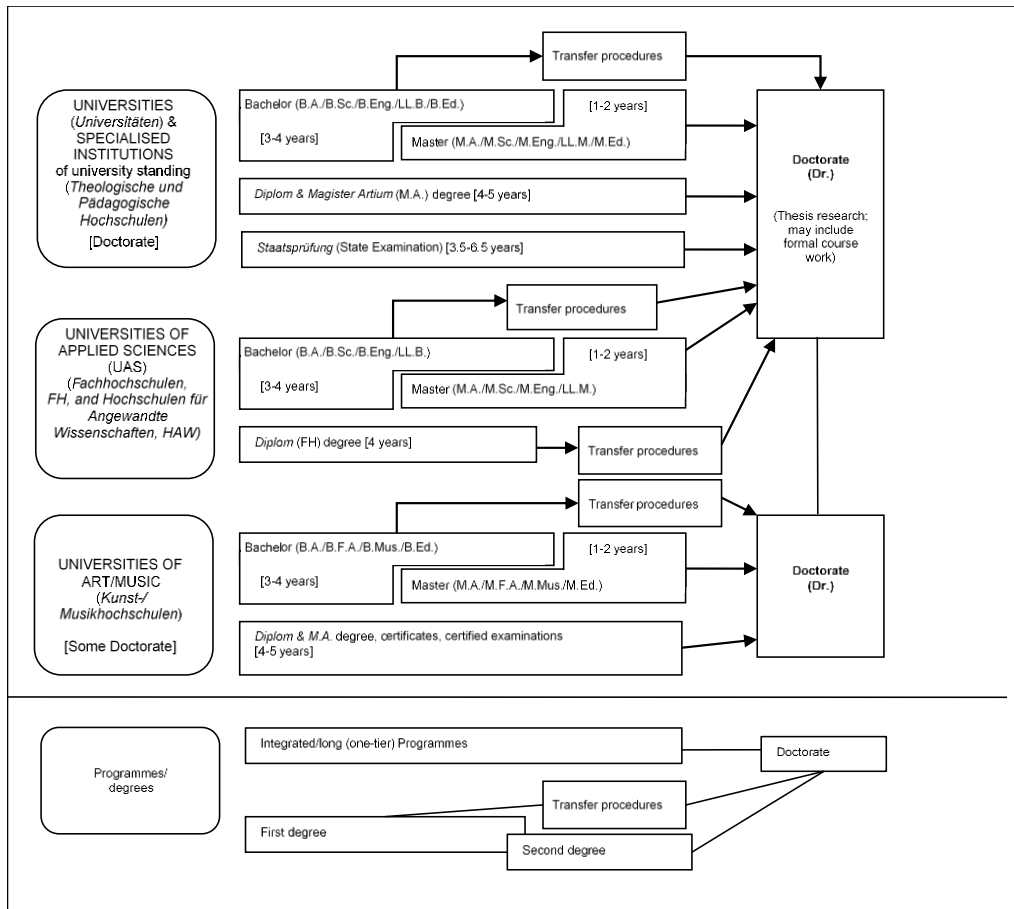 Transfer procedures
UNIVERSITIES
(Universitäten) &
SPECIALISED
INSTITUTIONS
of university standing
(Theologische und
Pädagogische
Hochschulen)
[Doctorate]
Bachelor (B.A./B.Sc./B.Eng./LL.B./B.Ed.)
[3-4 years]
[1-2 years]
Master (M.A./M.Sc./M.Eng./LL.M./M.Ed.)
Diplom & Magister Artium (M.A.) degree [4-5 years]
Staatsprüfung (State Examination) [3.5-6.5 years]
Doctorate
(Dr.)
(Thesis research;
may include
formal course
work)
Transfer procedures
UNIVERSITIES OF
APPLIED SCIENCES
(UAS)
(Fachhochschulen,
FH, and Hochschulen für
Angewandte
Wissenschaften, HAW)
Bachelor (B.A./B.Sc./B.Eng./LL.B.)
[3-4 years]
[1-2 years]
Master (M.A./M.Sc./M.Eng./LL.M.)
Diplom (FH) degree [4 years]
Transfer procedures
Transfer procedures
UNIVERSITIES OF
ART/MUSIC
(Kunst-/
Musikhochschulen)
[Some Doctorate]
Bachelor (B.A./B.F.A./B.Mus./B.Ed.)
[3-4 years]
[1-2 years]
Master (M.A./M.F.A./M.Mus./M.Ed.)
Diplom & M.A. degree, certificates, certified examinations
[4-5 years]
Doctorate
(Dr.)
Programmes/
degrees
Integrated/long (one-tier) Programmes
Doctorate
Transfer procedures
First degree
Second degree